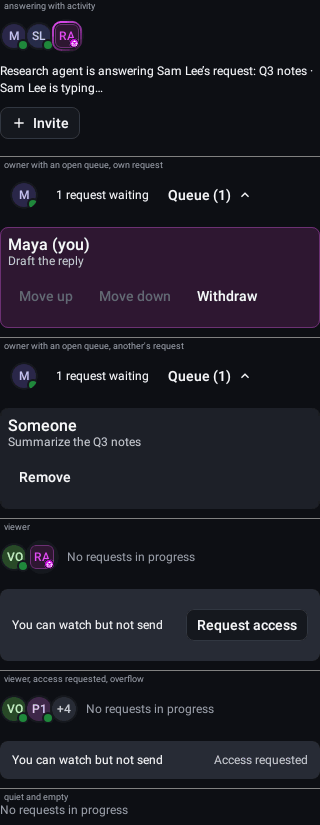 answering with activity
M SL RA
Research agent is answering Sam Lee’s request: Q3 notes ·
Sam Lee is typing…
+ Invite
owner with an open queue, own request
M 1 request waiting Queue (1)
Maya (you)
Draft the reply
Move up Move down Withdraw
owner with an open queue, another's request
M 1 request waiting Queue (1)
Someone
Summarize the Q3 notes
Remove
viewer
VO RA No requests in progress
You can watch but not send Request access
viewer, access requested, overflow
VO P1 +4 No requests in progress
You can watch but not send Access requested
quiet and empty
No requests in progress